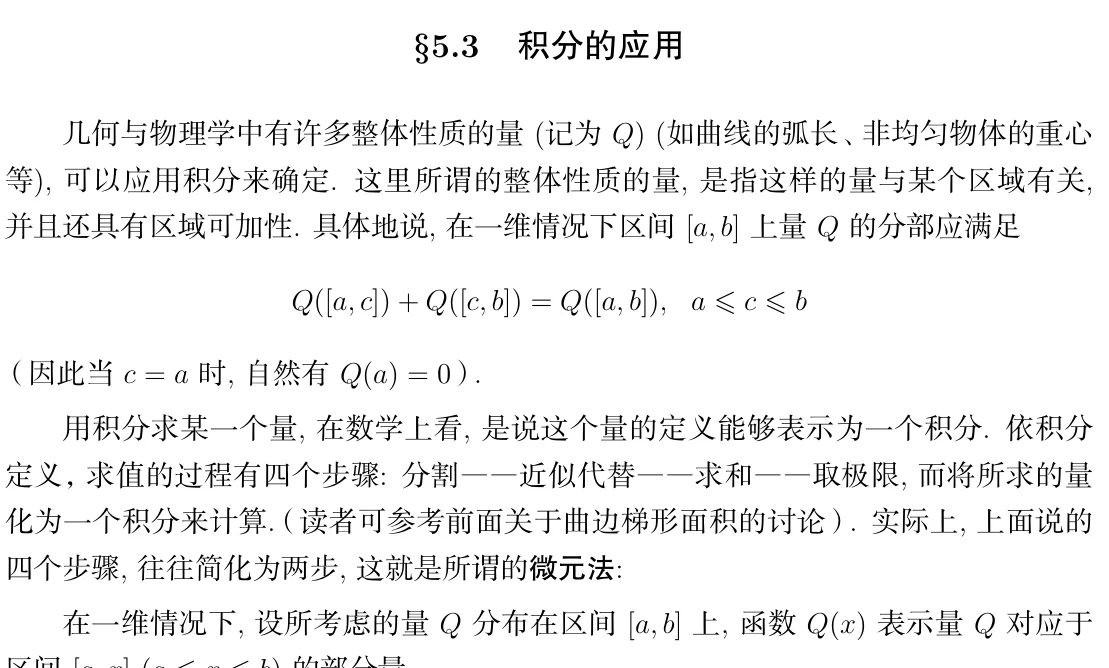 §5.3 积分的应用
几何与物理学中有许多整体性质的量 (记为 Q) (如曲线的弧长、非均匀物体的重心
等), 可以应用积分来确定. 这里所谓的整体性质的量, 是指这样的量与某个区域有关,
并且还具有区域可加性. 具体地说, 在一维情况下区间 [a, b] 上量 Q 的分部应满足
Q([a, c]) + Q([c, b]) = Q([a, b]), a ⩽ c ⩽ b
(因此当 c = a 时, 自然有 Q(a) = 0).
用积分求某一个量, 在数学上看, 是说这个量的定义能够表示为一个积分. 依积分
定义, 求值的过程有四个步骤: 分割——近似代替——求和——取极限, 而将所求的量
化为一个积分来计算.(读者可参考前面关于曲边梯形面积的讨论). 实际上, 上面说的
四个步骤, 往往简化为两步, 这就是所谓的微元法:
在一维情况下, 设所考虑的量 Q 分布在区间 [a, b] 上, 函数 Q(x) 表示量 Q 对应于
区间 [a, x] (a ⩽ x ⩽ b) 的部分量